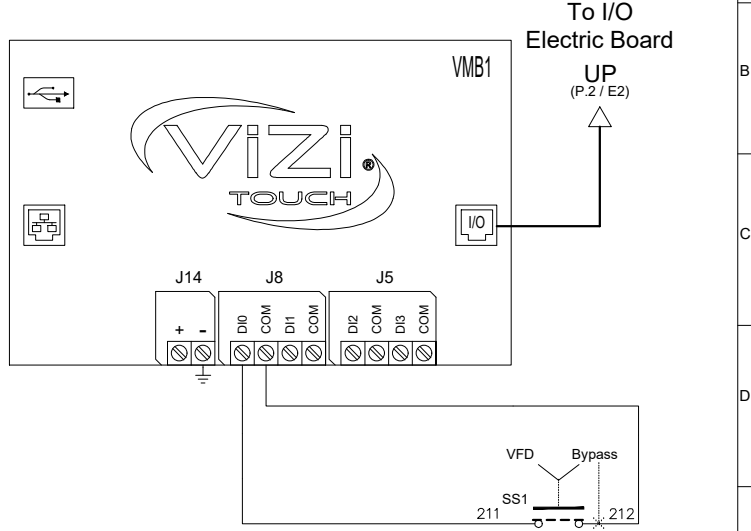 To I/O
Electric Board
UP
(P.2 / E2)
VMB1
B
ViZi®
TOUCH
C
I/O
J14 J8 J5
+ - DI0 COM DI1 COM DI2 COM DI3 COM
D
VFD Bypass
SS1
211 212